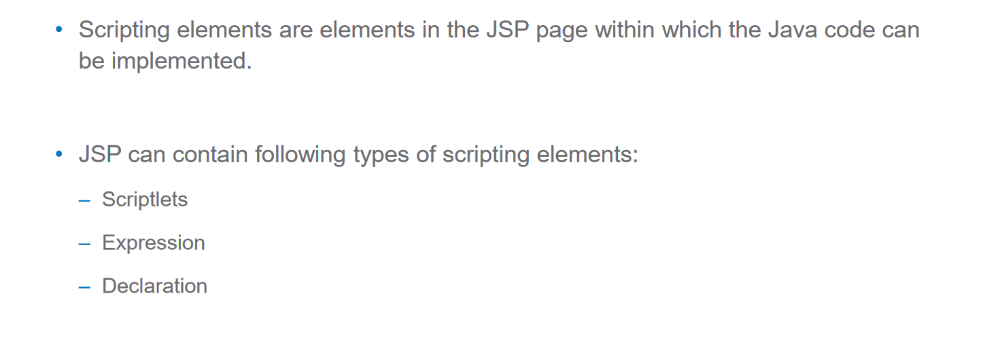 • Scripting elements are elements in the JSP page within which the Java code can
be implemented.
• JSP can contain following types of scripting elements:
– Scriptlets
– Expression
– Declaration